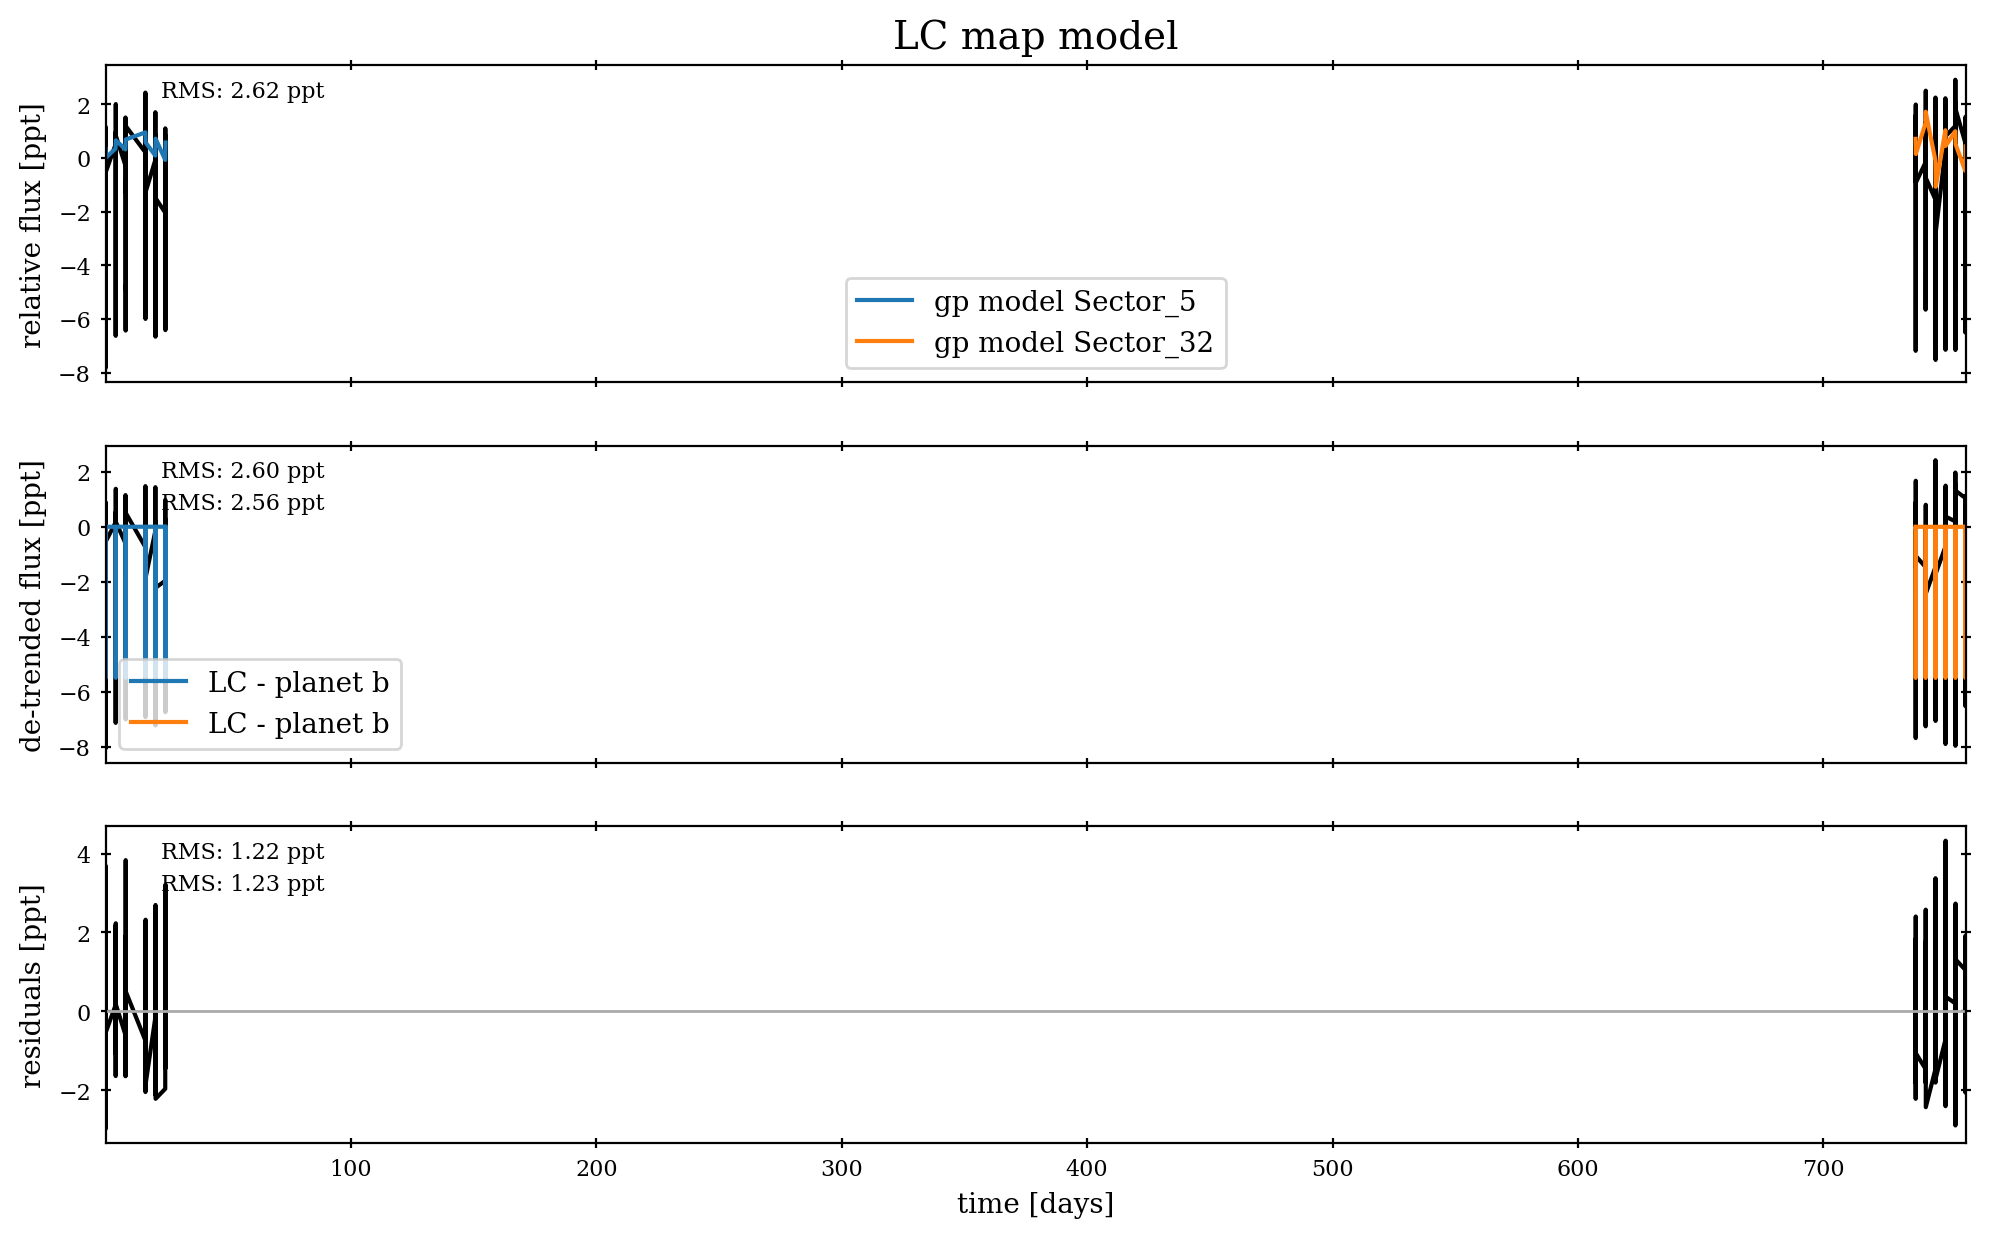 LC map model
RMS: 2.62 ppt
relative flux [ppt]
2
0
−2
−4
−6
−8
gp model Sector_5
gp model Sector_32
RMS: 2.60 ppt
RMS: 2.56 ppt
de-trended flux [ppt]
2
0
−2
−4
−6
−8
LC - planet b
LC - planet b
RMS: 1.22 ppt
RMS: 1.23 ppt
residuals [ppt]
4
2
0
−2
100 200 300 400 500 600 700
time [days]